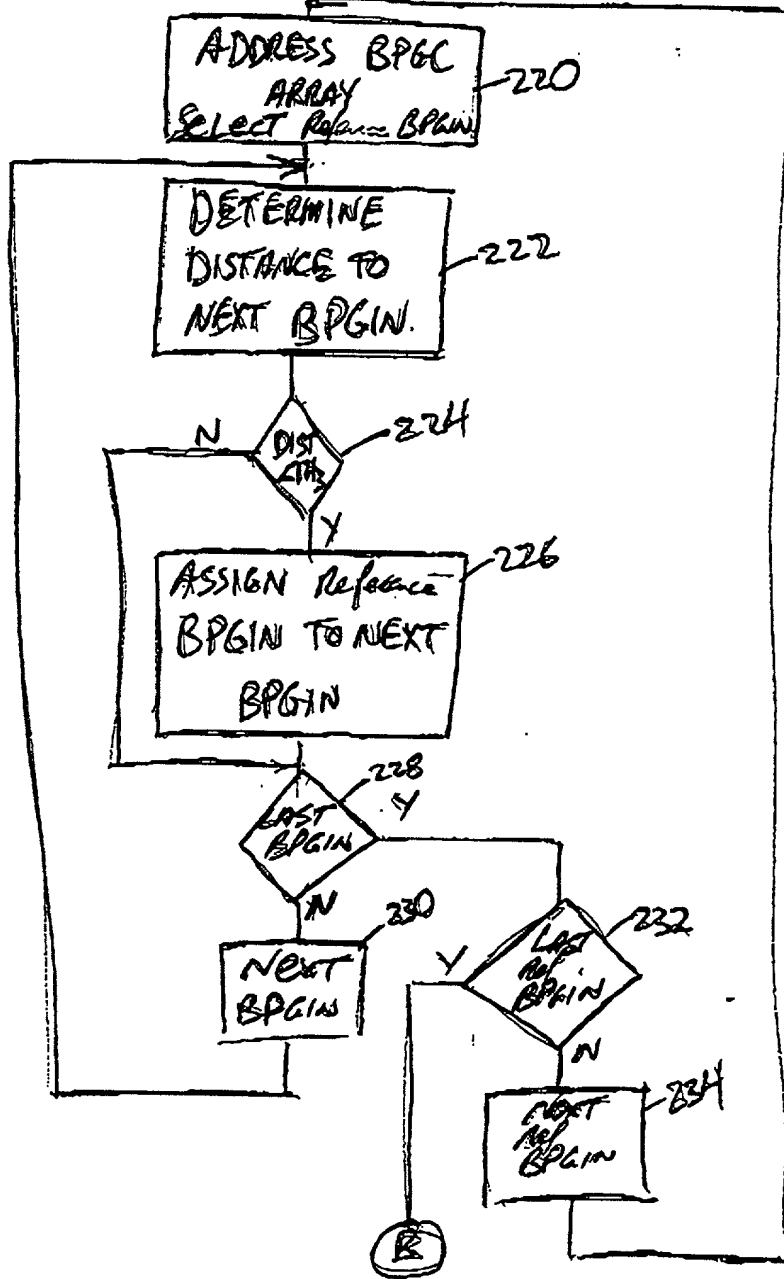 ADDRESS BPGC
ARRAY
Select Reference BPGIN
220
DETERMINE
DISTANCE TO
NEXT BPGIN.
222
N
DIST
<TH3
224
Y
ASSIGN Reference
BPGIN TO NEXT
BPGIN
226
LAST
BPGIN
228
Y
N
NEXT
BPGIN
230
LAST
Ref
BPGIN
232
Y
N
NEXT
Ref
BPGIN
234
B